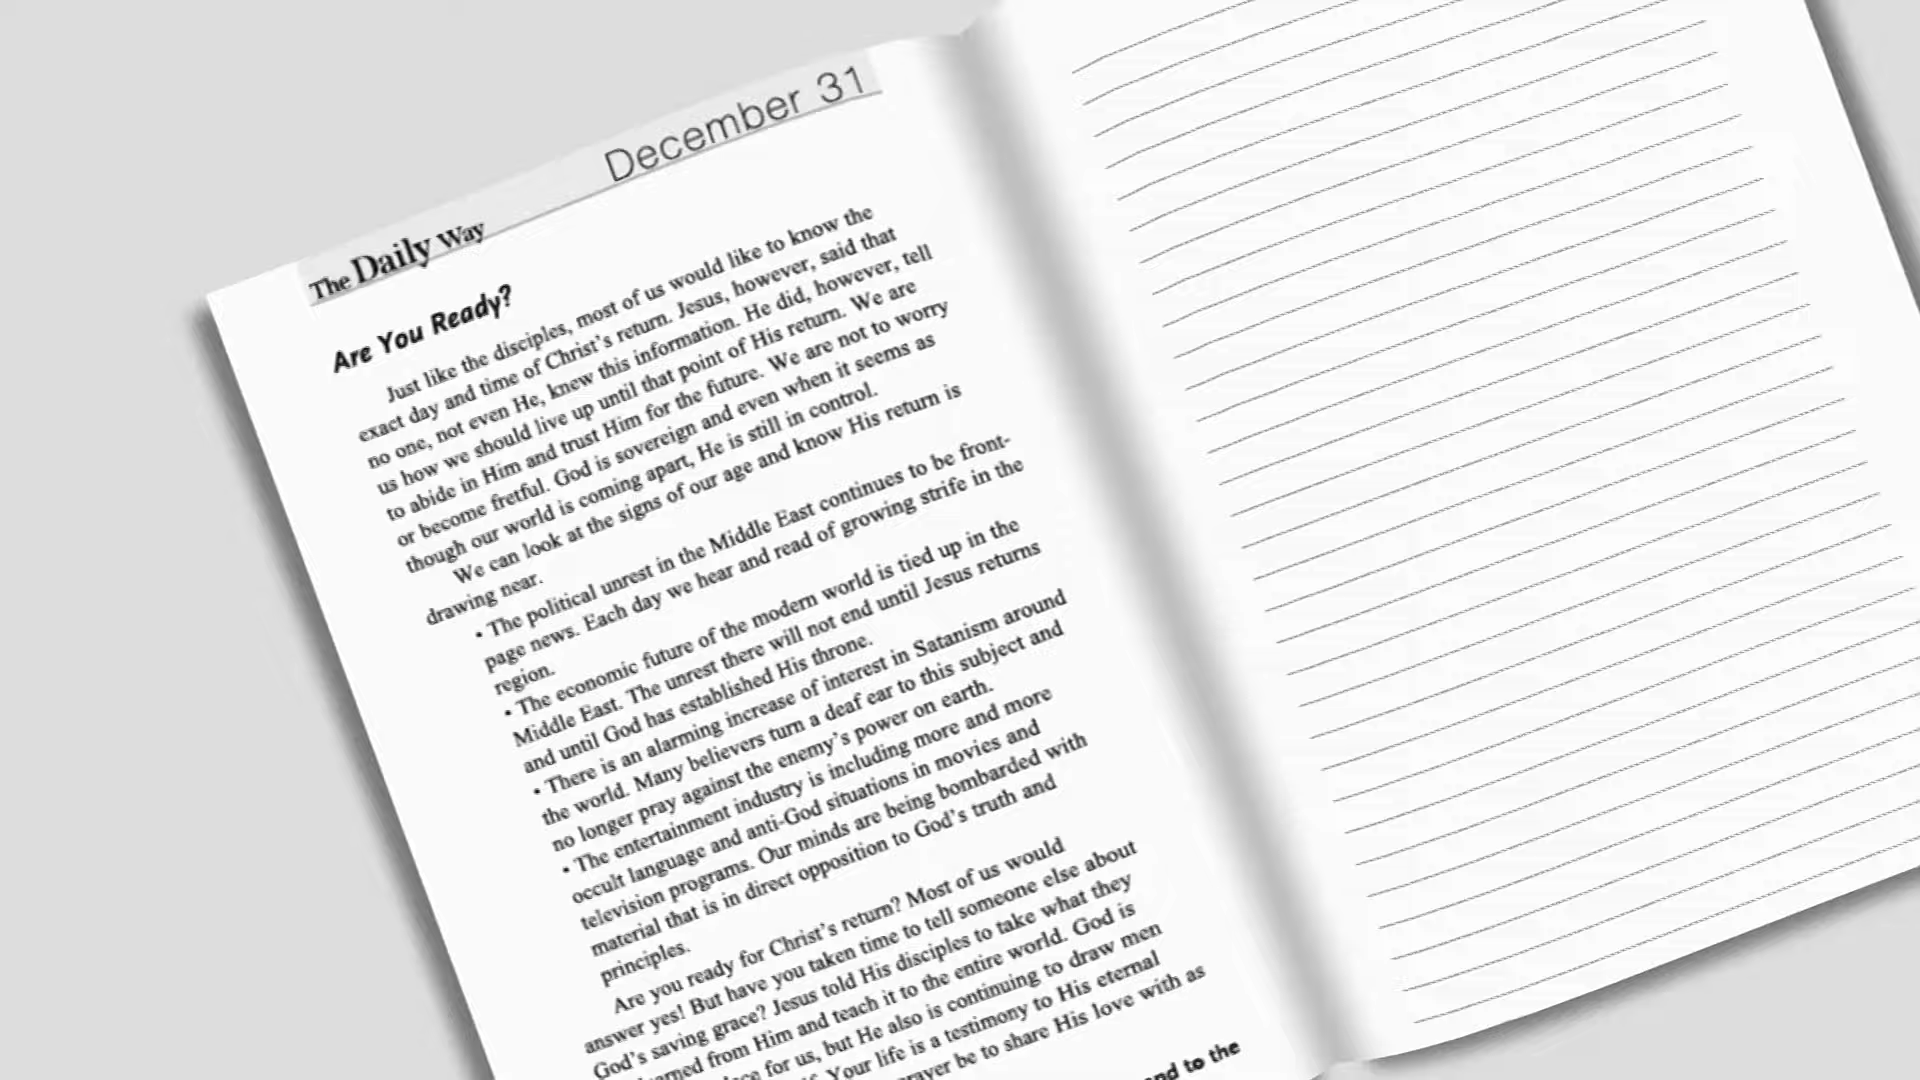 December 31
The Daily Way
Are You Ready?
Just like the disciples, most of us would like to know the
exact day and time of Christ's return. Jesus, however, said that
no one, not even He, knew this information. He did, however, tell
us how we should live up until that point of His return. We are
to abide in Him and trust Him for the future. We are not to worry
or become fretful. God is sovereign and even when it seems as
though our world is coming apart, He is still in control.
We can look at the signs of our age and know His return is
drawing near.
• The political unrest in the Middle East continues to be front-
page news. Each day we hear and read of growing strife in the
region.
• The economic future of the modern world is tied up in the
Middle East. The unrest there will not end until Jesus returns
and until God has established His throne.
• There is an alarming increase of interest in Satanism around
the world. Many believers turn a deaf ear to this subject and
no longer pray against the enemy's power on earth.
• The entertainment industry is including more and more
occult language and anti-God situations in movies and
television programs. Our minds are being bombarded with
material that is in direct opposition to God's truth and
principles.
Are you ready for Christ's return? Most of us would
answer yes! But have you taken time to tell someone else about
God's saving grace? Jesus told His disciples to take what they
from Him and teach it to the entire world. God is
for us, but He also is continuing to draw men
Your life is a testimony to His eternal
be to share His love with as
to the